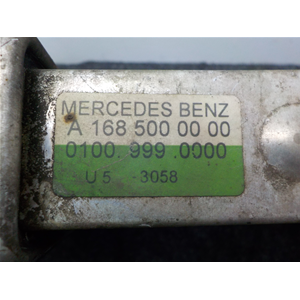 MERCEDES BENZ
A 168 500 00 00
0100. 999 .0000
U 5 - 3058